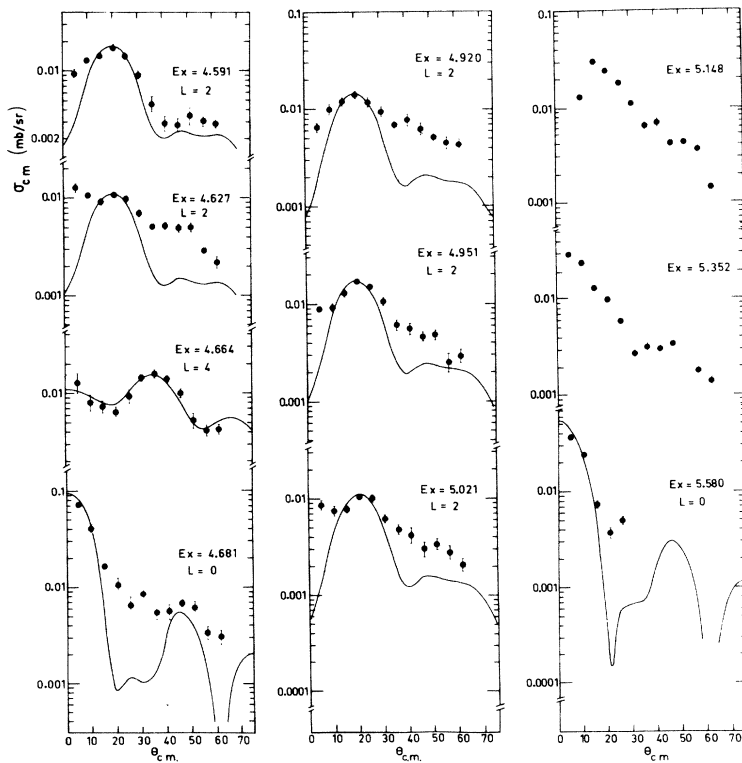 σc.m (mb/sr)
0.01
0.002
0.01
0.001
0.01
0.1
0.01
0.001
Ex = 4.591
L = 2
Ex = 4.627
L = 2
Ex = 4.664
L = 4
Ex = 4.681
L = 0
0 10 20 30 40 50 60 70
θc m.
0.1
0.01
0.001
0.01
0.001
0.01
0.001
0.0001
Ex = 4.920
L = 2
Ex = 4.951
L = 2
Ex = 5.021
L = 2
0 10 20 30 40 50 60 70
θc.m.
0.1
0.01
0.001
0.01
0.001
0.01
0.001
0.0001
Ex = 5.148
Ex = 5.352
Ex = 5.580
L = 0
0 10 20 30 40 50 60 70
θc m